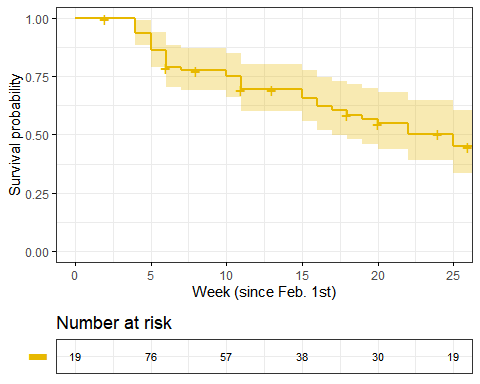 1.00
0.75
0.50
0.25
0.00
Survival probability
0 5 10 15 20 25
Week (since Feb. 1st)
Number at risk
19 76 57 38 30 19